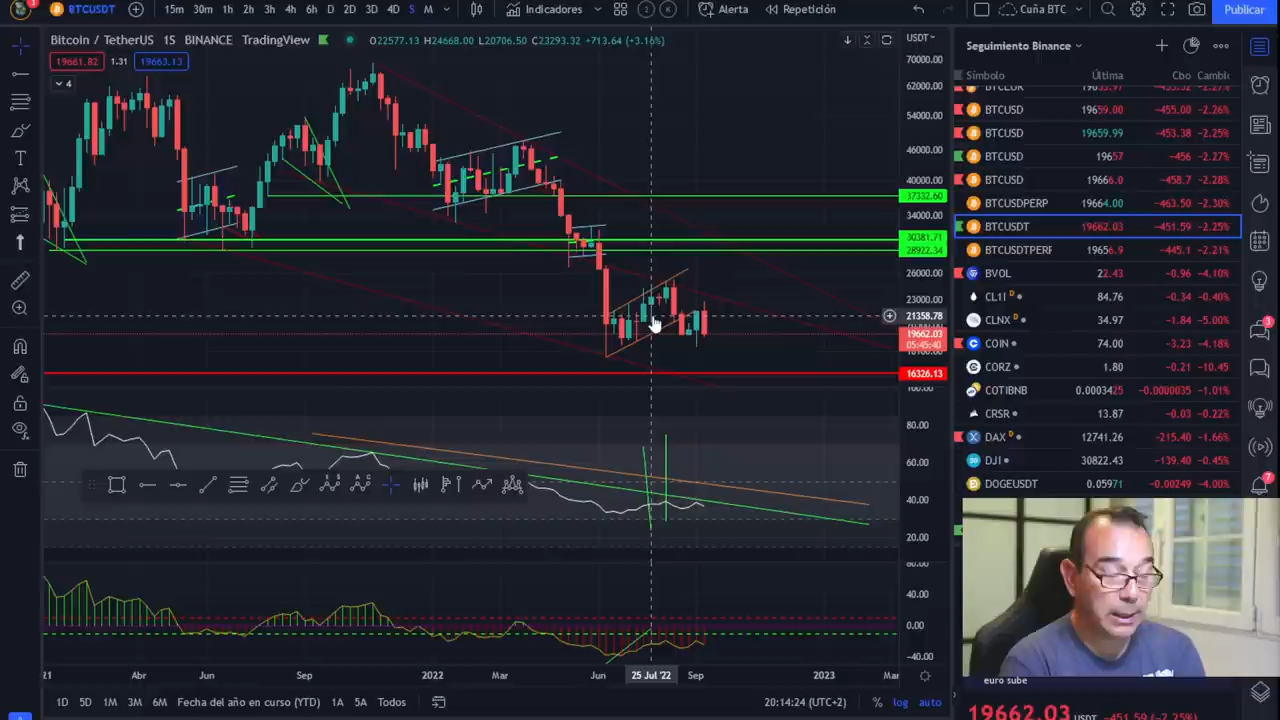 BTCUSDT 15m 30m 1h 2h 3h 4h 6h D 2D 3D 4D S M Indicadores Alerta Repetición Cuña BTC Publicar
Bitcoin / TetherUS 1S BINANCE TradingView O22577.13 H24668.00 L20706.50 C23293.32 +713.64 (+3.16%)
19661.82 1.31 19663.13
4
USDT
70000.00
62000.00
54000.00
46000.00
40000.00
37332.60
34000.00
30381.71
28922.34
26000.00
23000.00
21358.78
19662.03
05:45:40
16326.13
80.00
60.00
40.00
20.00
40.00
0.00
-40.00
21 Abr Jun Sep 2022 Mar Jun 25 Jul '22 Sep 2023 Mar
1D 5D 1M 3M 6M Fecha del año en curso (YTD) 1A 5A Todos 20:14:24 (UTC+2) % log auto
Seguimiento Binance
Símbolo Última Cbo Cambio
BTCEUR
BTCUSD 19659.00 -455.00 -2.26%
BTCUSD 19659.99 -453.38 -2.25%
BTCUSD 19657 -456 -2.27%
BTCUSD 19666.0 -458.7 -2.28%
BTCUSDPERP 19664.00 -463.50 -2.30%
BTCUSDT 19662.03 -451.59 -2.25%
BTCUSDTPERF 19656.9 -445.1 -2.21%
BVOL 22.43 -0.96 -4.10%
CL1! D 84.76 -0.34 -0.40%
CLNX D 34.97 -1.84 -5.00%
COIN 74.00 -3.23 -4.18%
CORZ 1.80 -0.21 -10.45
COTIBNB 0.0003425 -0.0000035 -1.01%
CRSR 13.87 -0.03 -0.22%
DAX D 12741.26 -215.40 -1.66%
DJI 30822.43 -139.40 -0.45%
DOGEUSDT 0.05971 -0.00249 -4.00%
euro sube
19662.03 USDT -451.59 (-2.25%)